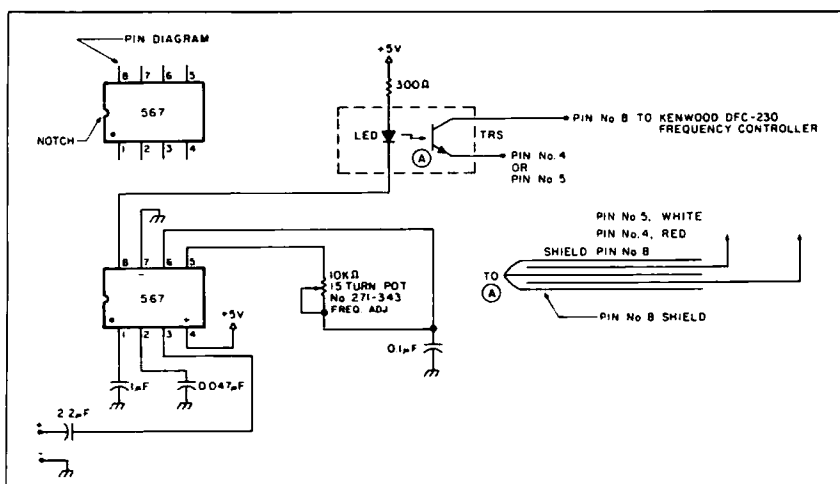 PIN DIAGRAM
8 7 6 5
567
NOTCH
1 2 3 4
+5V
300Ω
LED
TRS
A
PIN No 8 TO KENWOOD DFC-230
FREQUENCY CONTROLLER
PIN No. 4
OR
PIN No 5
8 7 6 5
567
1 2 3 4
+5V
10KΩ
15 TURN POT
No 271-343
FREQ. ADJ
0.1µF
1µF
0.047µF
2.2µF
PIN No 5, WHITE
PIN No. 4, RED
SHIELD PIN No 8
TO
A
PIN No 8 SHIELD